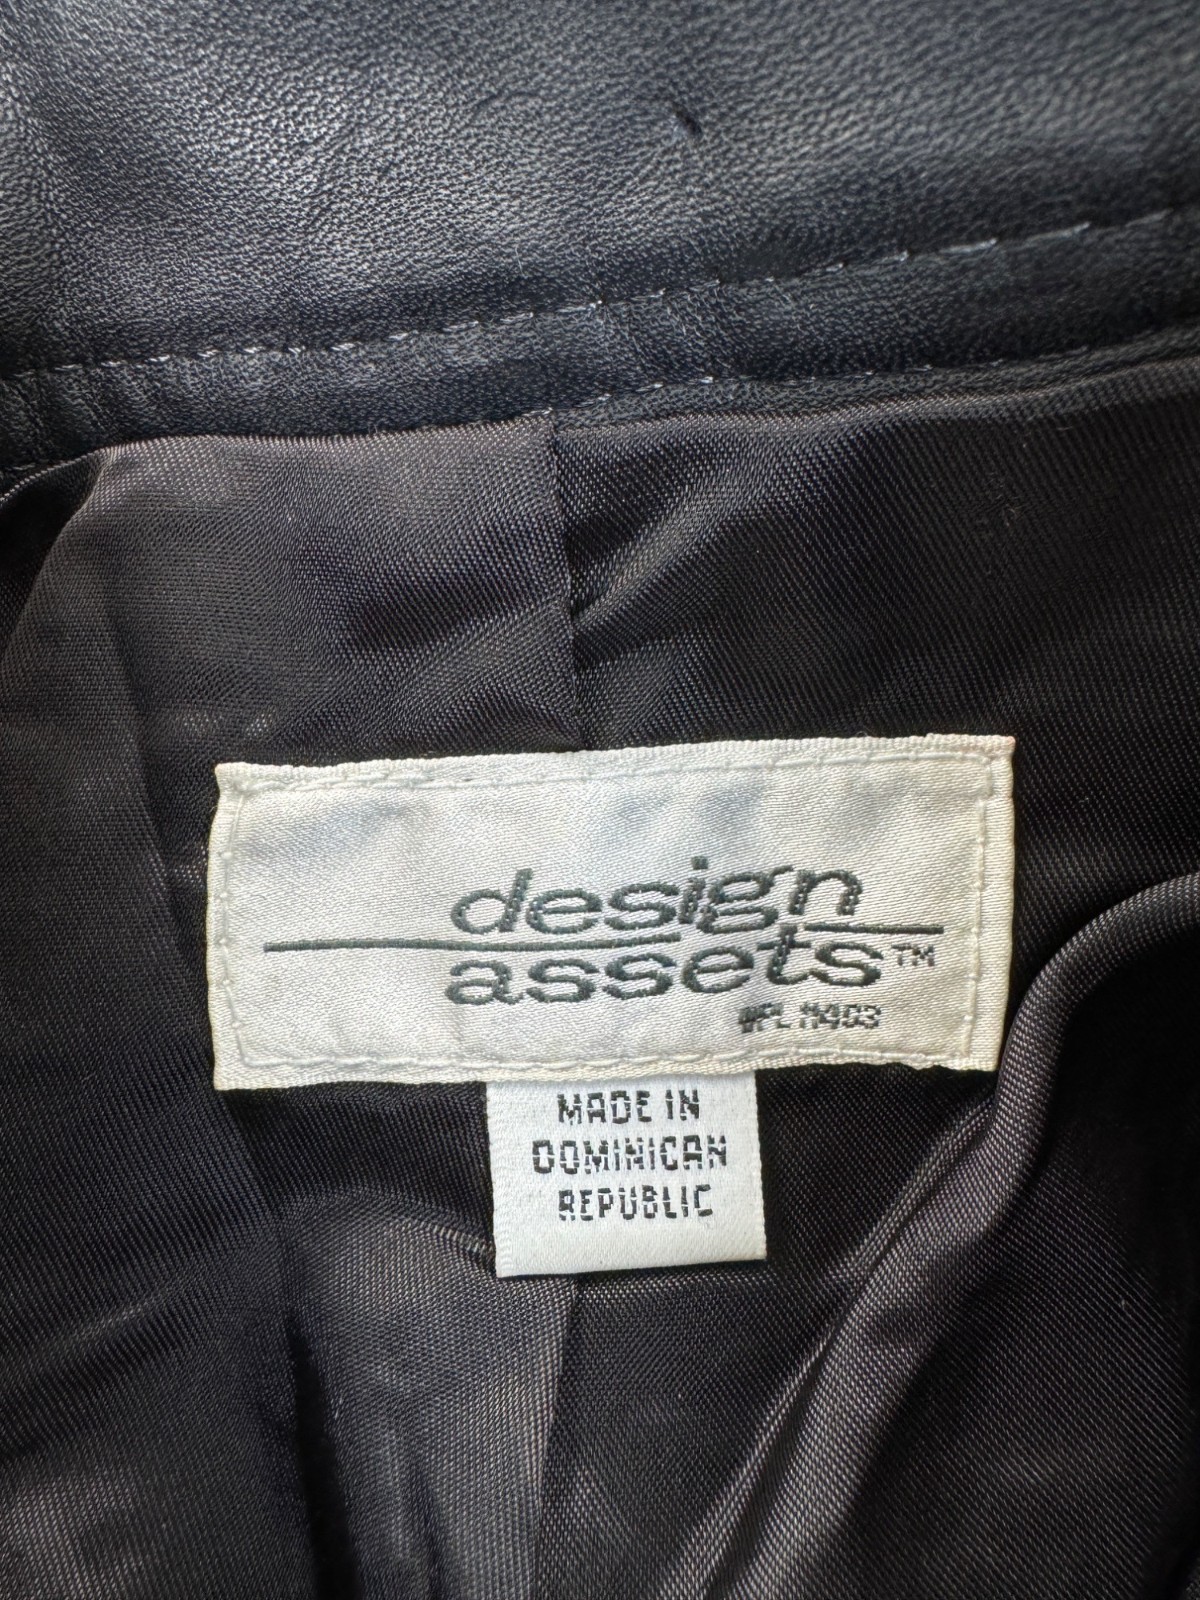 design
assets™
#PL 11403
MADE IN
DOMINICAN
REPUBLIC